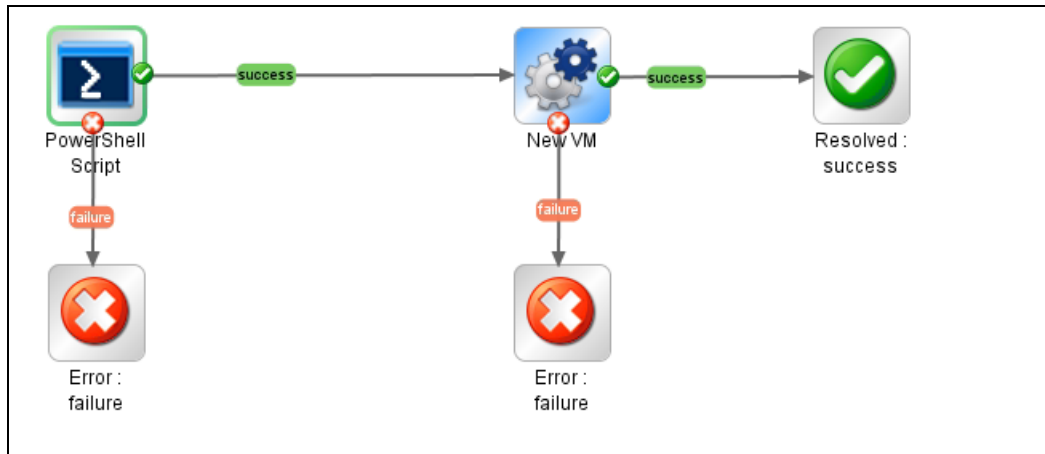 success
success
PowerShell
Script
New VM
Resolved :
success
failure
failure
Error :
failure
Error :
failure